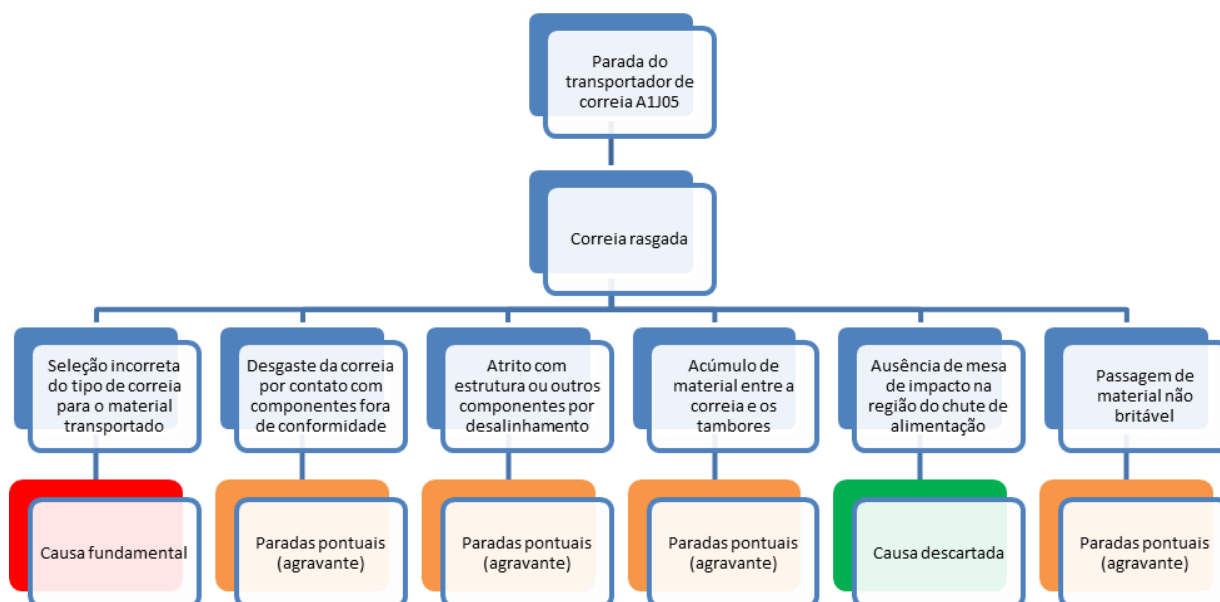 Parada do
transportador de
correia A1J05
Correia rasgada
Seleção incorreta
do tipo de correia
para o material
transportado
Desgaste da correia
por contato com
componentes fora
de conformidade
Atrito com
estrutura ou outros
componentes por
desalinhamento
Acúmulo de
material entre a
correia e os
tambores
Ausência de mesa
de impacto na
região do chute de
alimentação
Passagem de
material não
britável
Causa fundamental
Paradas pontuais
(agravante)
Paradas pontuais
(agravante)
Paradas pontuais
(agravante)
Causa descartada
Paradas pontuais
(agravante)